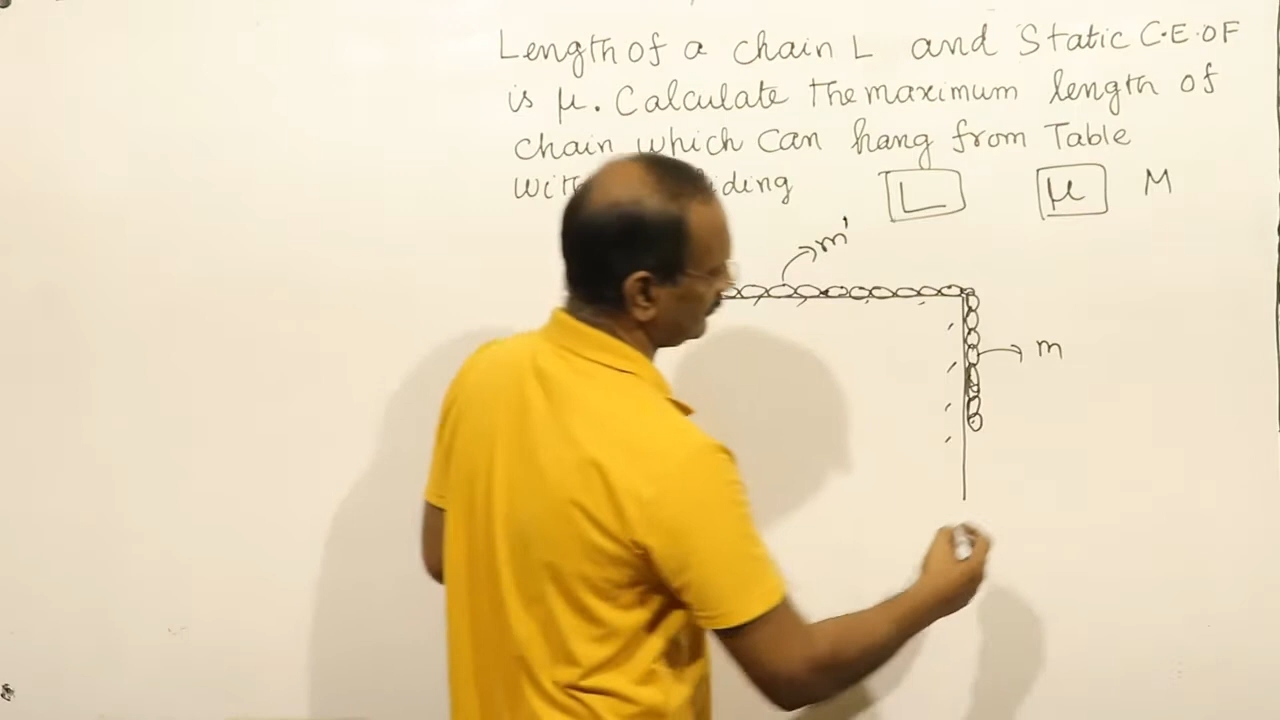 Length of a chain L and Static C.E.OF
is μ. Calculate the maximum length of
chain which can hang from Table
L μ M
m'
m